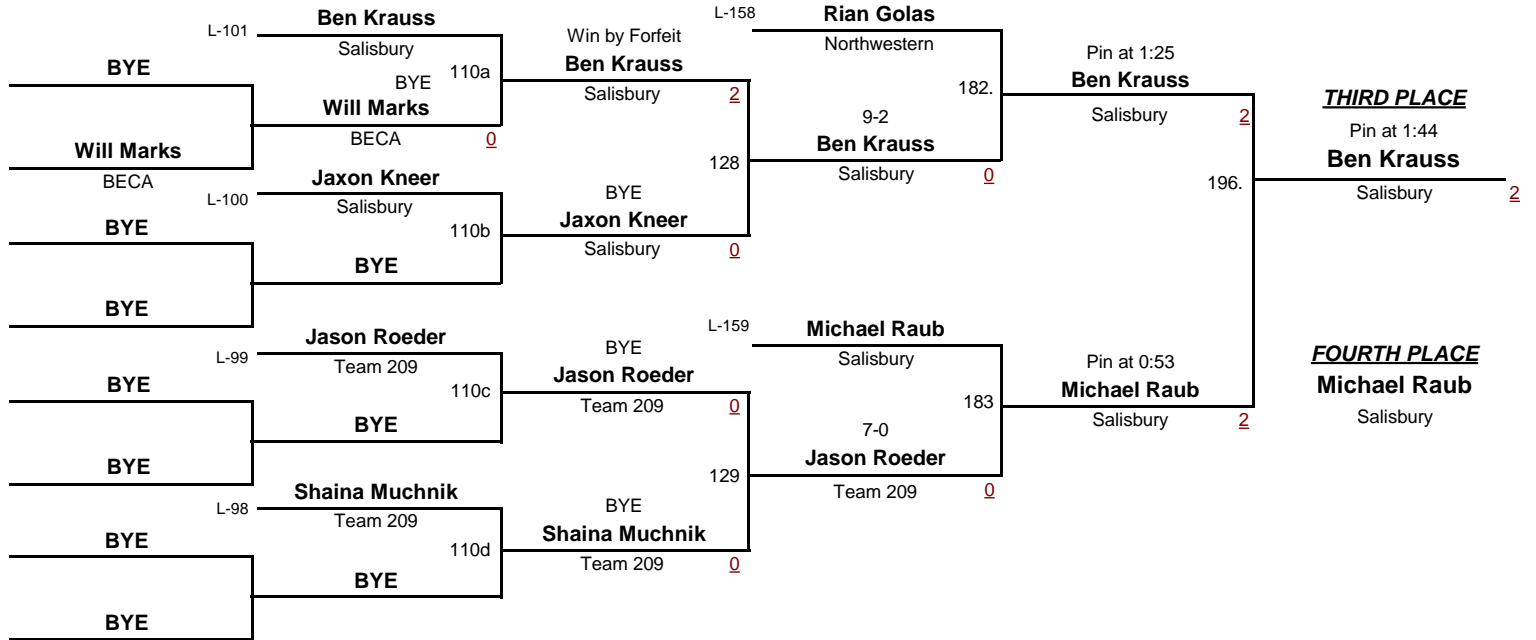 BYE
Will Marks
BECA
BYE
BYE
BYE
BYE
BYE
BYE
L-101
Ben Krauss
Salisbury
110a
BYE
Will Marks
BECA
0
L-100
Jaxon Kneer
Salisbury
110b
BYE
L-99
Jason Roeder
Team 209
110c
BYE
L-98
Shaina Muchnik
Team 209
110d
BYE
Win by Forfeit
Ben Krauss
Salisbury
2
128
BYE
Jaxon Kneer
Salisbury
0
BYE
Jason Roeder
Team 209
0
129
BYE
Shaina Muchnik
Team 209
0
L-158
Rian Golas
Northwestern
182.
9-2
Ben Krauss
Salisbury
0
L-159
Michael Raub
Salisbury
183
7-0
Jason Roeder
Team 209
0
Pin at 1:25
Ben Krauss
Salisbury
2
196.
Pin at 0:53
Michael Raub
Salisbury
2
THIRD PLACE
Pin at 1:44
Ben Krauss
Salisbury
2
FOURTH PLACE
Michael Raub
Salisbury